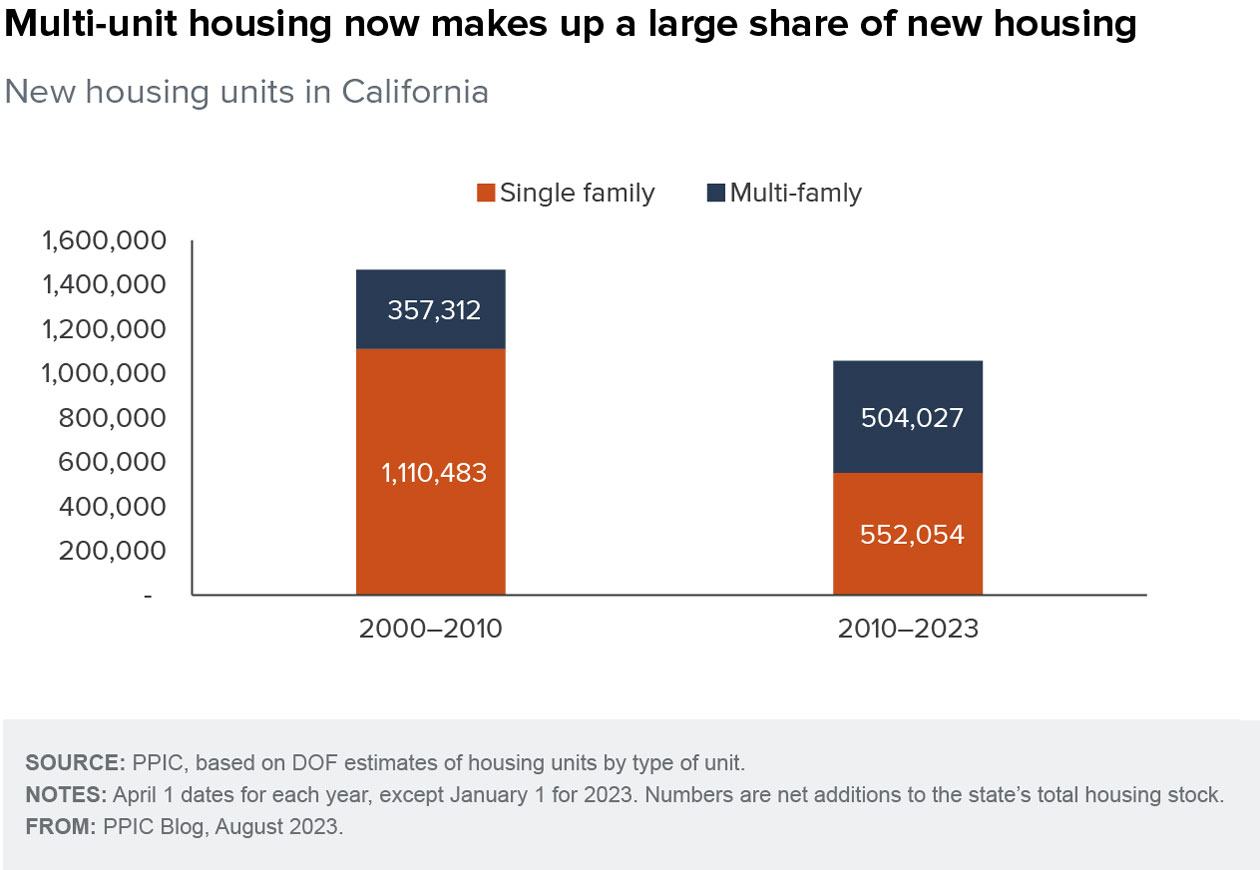 Multi-unit housing now makes up a large share of new housing
New housing units in California
Single family Multi-famly
1,600,000
1,400,000
1,200,000
1,000,000
800,000
600,000
400,000
200,000
-
357,312
1,110,483
504,027
552,054
2000–2010 2010–2023
SOURCE: PPIC, based on DOF estimates of housing units by type of unit.
NOTES: April 1 dates for each year, except January 1 for 2023. Numbers are net additions to the state’s total housing stock.
FROM: PPIC Blog, August 2023.